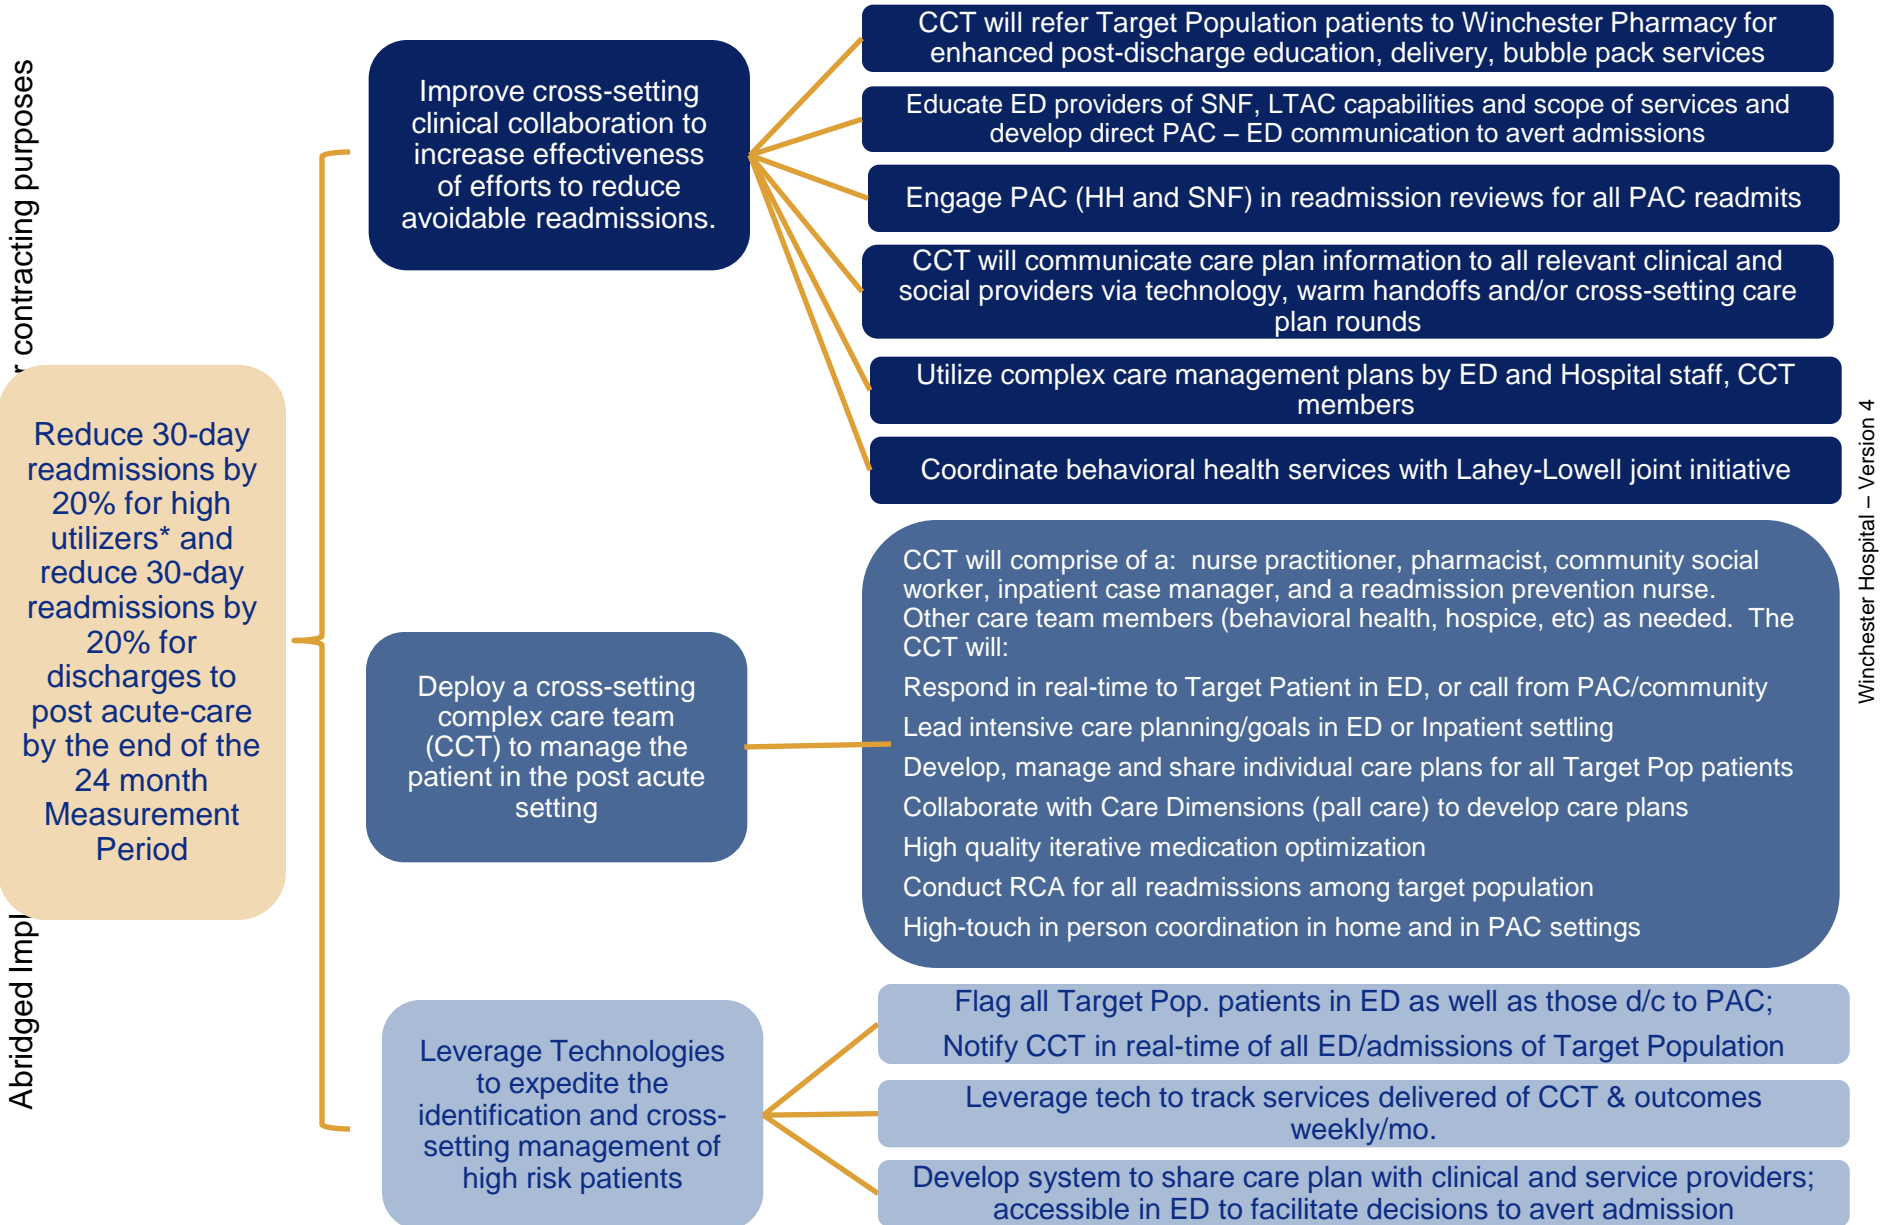 Abridged Impl
r contracting purposes
Reduce 30-day
readmissions by
20% for high
utilizers* and
reduce 30-day
readmissions by
20% for
discharges to
post acute-care
by the end of the
24 month
Measurement
Period
Improve cross-setting
clinical collaboration to
increase effectiveness
of efforts to reduce
avoidable readmissions.
CCT will refer Target Population patients to Winchester Pharmacy for
enhanced post-discharge education, delivery, bubble pack services
Educate ED providers of SNF, LTAC capabilities and scope of services and
develop direct PAC – ED communication to avert admissions
Engage PAC (HH and SNF) in readmission reviews for all PAC readmits
CCT will communicate care plan information to all relevant clinical and
social providers via technology, warm handoffs and/or cross-setting care
plan rounds
Utilize complex care management plans by ED and Hospital staff, CCT
members
Coordinate behavioral health services with Lahey-Lowell joint initiative
Deploy a cross-setting
complex care team
(CCT) to manage the
patient in the post acute
setting
CCT will comprise of a:  nurse practitioner, pharmacist, community social
worker, inpatient case manager, and a readmission prevention nurse.
Other care team members (behavioral health, hospice, etc) as needed.  The
CCT will:
Respond in real-time to Target Patient in ED, or call from PAC/community
Lead intensive care planning/goals in ED or Inpatient settling
Develop, manage and share individual care plans for all Target Pop patients
Collaborate with Care Dimensions (pall care) to develop care plans
High quality iterative medication optimization
Conduct RCA for all readmissions among target population
High-touch in person coordination in home and in PAC settings
Leverage Technologies
to expedite the
identification and cross-
setting management of
high risk patients
Flag all Target Pop. patients in ED as well as those d/c to PAC;
Notify CCT in real-time of all ED/admissions of Target Population
Leverage tech to track services delivered of CCT & outcomes
weekly/mo.
Develop system to share care plan with clinical and service providers;
accessible in ED to facilitate decisions to avert admission
Winchester Hospital – Version 4